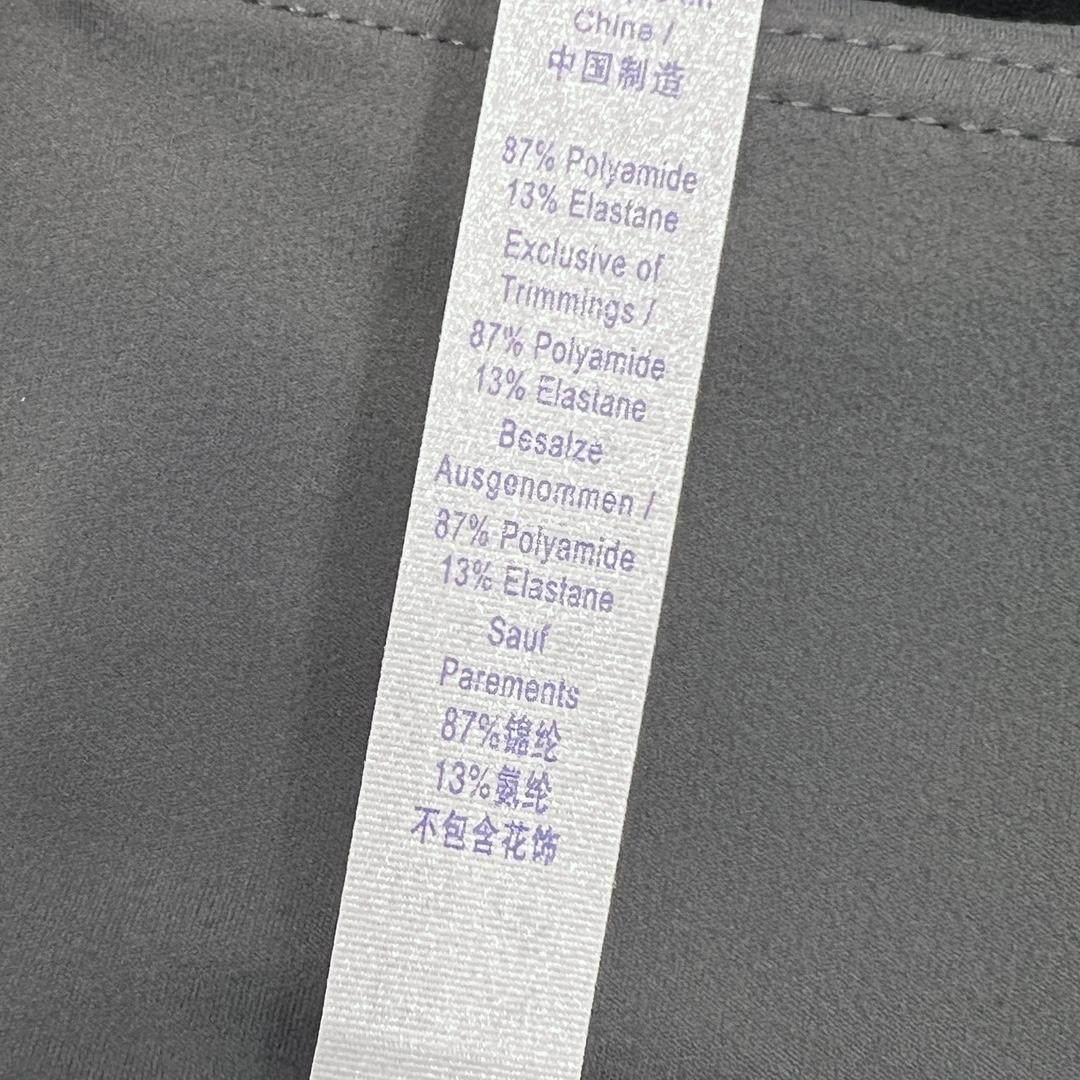 China /
中国制造
87% Polyamide
13% Elastane
Exclusive of
Trimmings /
87% Polyamide
13% Elastane
Besalze
Ausgenommen /
87% Polyamide
13% Elastane
Sauf
Parements
87%锦纶
13%氨纶
不包含花饰